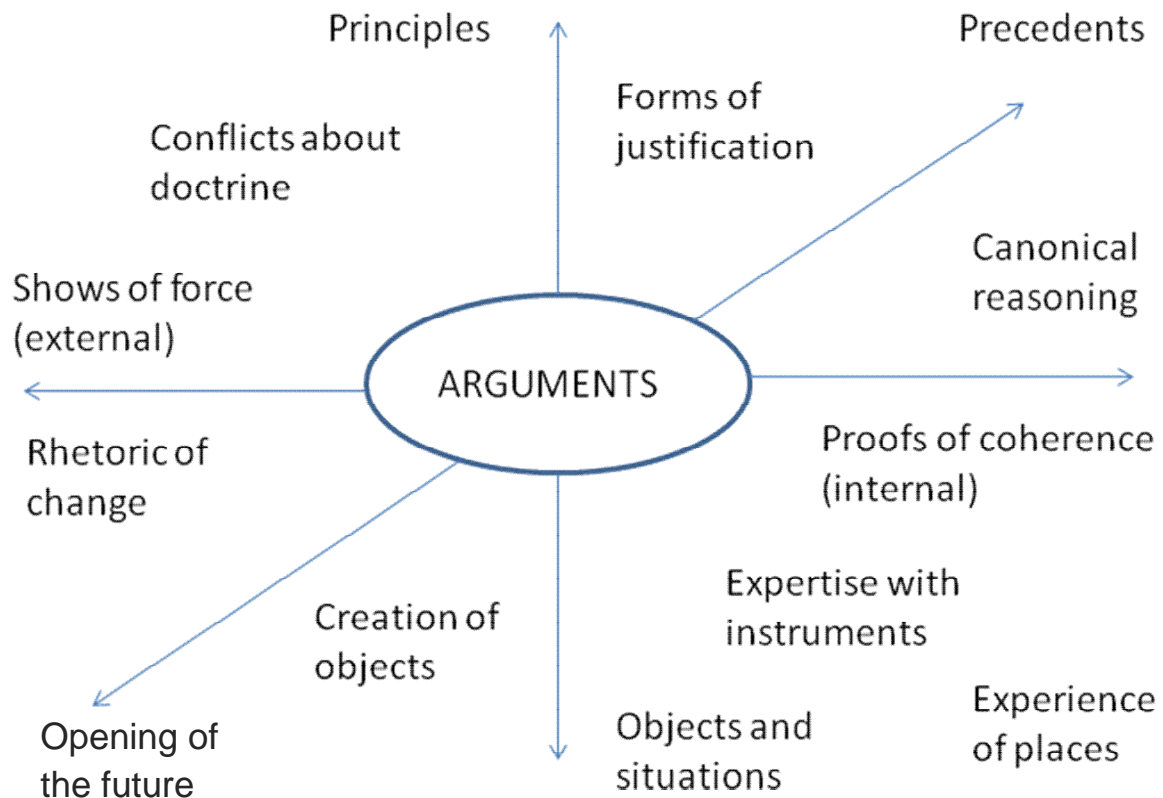 Principles
Precedents
Forms of
justification
Conflicts about
doctrine
Canonical
reasoning
Shows of force
(external)
ARGUMENTS
Rhetoric of
change
Proofs of coherence
(internal)
Expertise with
instruments
Creation of
objects
Experience
of places
Objects and
situations
Opening of
the future